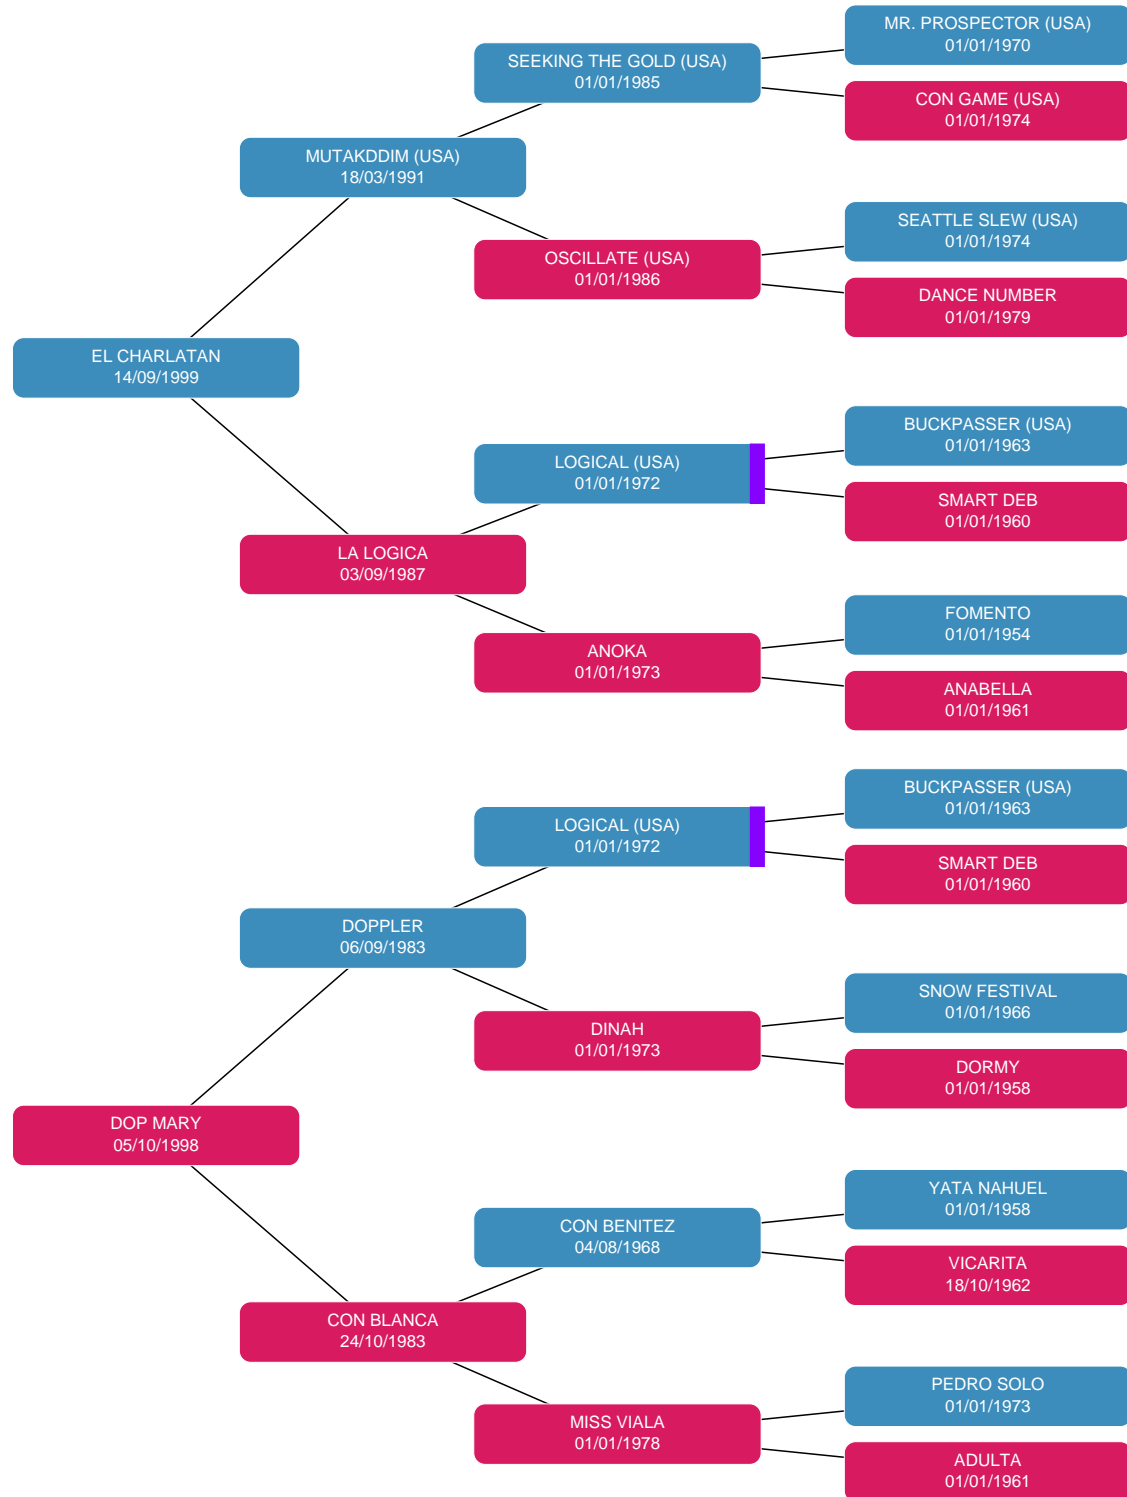 MR. PROSPECTOR (USA)
01/01/1970
SEEKING THE GOLD (USA)
01/01/1985
CON GAME (USA)
01/01/1974
MUTAKDDIM (USA)
18/03/1991
SEATTLE SLEW (USA)
01/01/1974
OSCILLATE (USA)
01/01/1986
DANCE NUMBER
01/01/1979
EL CHARLATAN
14/09/1999
BUCKPASSER (USA)
01/01/1963
LOGICAL (USA)
01/01/1972
SMART DEB
01/01/1960
LA LOGICA
03/09/1987
FOMENTO
01/01/1954
ANOKA
01/01/1973
ANABELLA
01/01/1961
BUCKPASSER (USA)
01/01/1963
LOGICAL (USA)
01/01/1972
SMART DEB
01/01/1960
DOPPLER
06/09/1983
SNOW FESTIVAL
01/01/1966
DINAH
01/01/1973
DORMY
01/01/1958
DOP MARY
05/10/1998
YATA NAHUEL
01/01/1958
CON BENITEZ
04/08/1968
VICARITA
18/10/1962
CON BLANCA
24/10/1983
PEDRO SOLO
01/01/1973
MISS VIALA
01/01/1978
ADULTA
01/01/1961